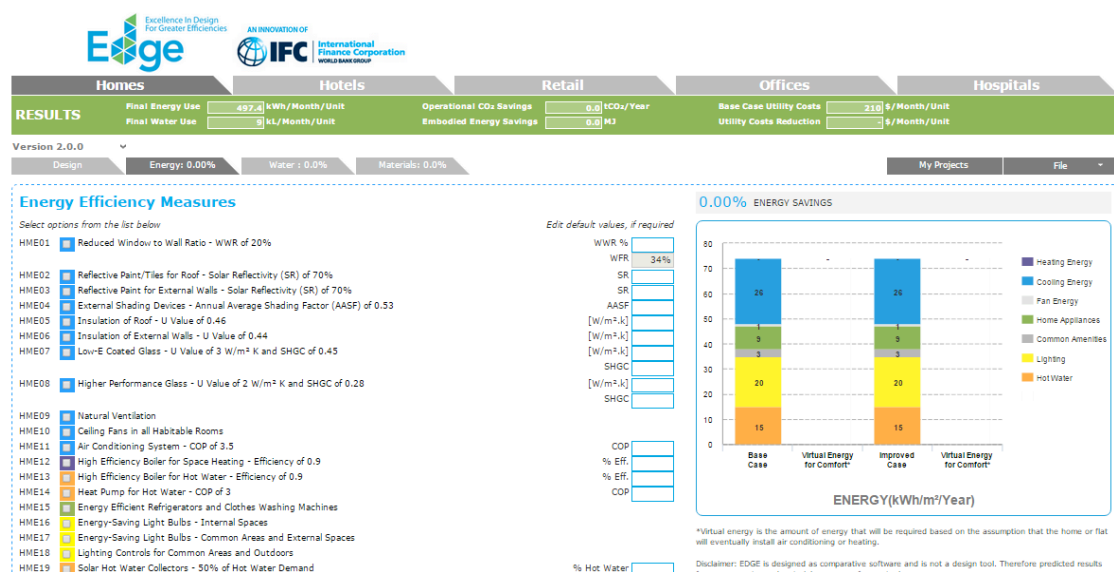 Excellence In Design
For Greater Efficiencies
Edge
AN INNOVATION OF
IFC International
Finance Corporation
WORLD BANK GROUP
Homes Hotels Retail Offices Hospitals
RESULTS
Final Energy Use 497.4 kWh/Month/Unit Operational CO₂ Savings 0.0 tCO₂/Year Base Case Utility Costs 210 $/Month/Unit
Final Water Use 9 kL/Month/Unit Embodied Energy Savings 0.0 MJ Utility Costs Reduction - $/Month/Unit
Version 2.0.0
Design Energy: 0.00% Water : 0.0% Materials: 0.0% My Projects File
Energy Efficiency Measures
Select options from the list below Edit default values, if required
HME01 Reduced Window to Wall Ratio - WWR of 20% WWR %
WFR 34%
HME02 Reflective Paint/Tiles for Roof - Solar Reflectivity (SR) of 70% SR
HME03 Reflective Paint for External Walls - Solar Reflectivity (SR) of 70% SR
HME04 External Shading Devices - Annual Average Shading Factor (AASF) of 0.53 AASF
HME05 Insulation of Roof - U Value of 0.46 [W/m².k]
HME06 Insulation of External Walls - U Value of 0.44 [W/m².k]
HME07 Low-E Coated Glass - U Value of 3 W/m² K and SHGC of 0.45 [W/m².k]
SHGC
HME08 Higher Performance Glass - U Value of 2 W/m² K and SHGC of 0.28 [W/m².k]
SHGC
HME09 Natural Ventilation
HME10 Ceiling Fans in all Habitable Rooms
HME11 Air Conditioning System - COP of 3.5 COP
HME12 High Efficiency Boiler for Space Heating - Efficiency of 0.9 % Eff.
HME13 High Efficiency Boiler for Hot Water - Efficiency of 0.9 % Eff.
HME14 Heat Pump for Hot Water - COP of 3 COP
HME15 Energy Efficient Refrigerators and Clothes Washing Machines
HME16 Energy-Saving Light Bulbs - Internal Spaces
HME17 Energy-Saving Light Bulbs - Common Areas and External Spaces
HME18 Lighting Controls for Common Areas and Outdoors
HME19 Solar Hot Water Collectors - 50% of Hot Water Demand % Hot Water
0.00% ENERGY SAVINGS
80
70
60
50
40
30
20
10
0
- - - -
26 26
1 1
9 9
3 3
20 20
15 15
Base
Case
Virtual Energy
for Comfort*
Improved
Case
Virtual Energy
for Comfort*
Heating Energy
Cooling Energy
Fan Energy
Home Appliances
Common Amenities
Lighting
Hot Water
ENERGY(kWh/m²/Year)
*Virtual energy is the amount of energy that will be required based on the assumption that the home or flat
will eventually install air conditioning or heating.
Disclaimer: EDGE is designed as comparative software and is not a design tool. Therefore predicted results